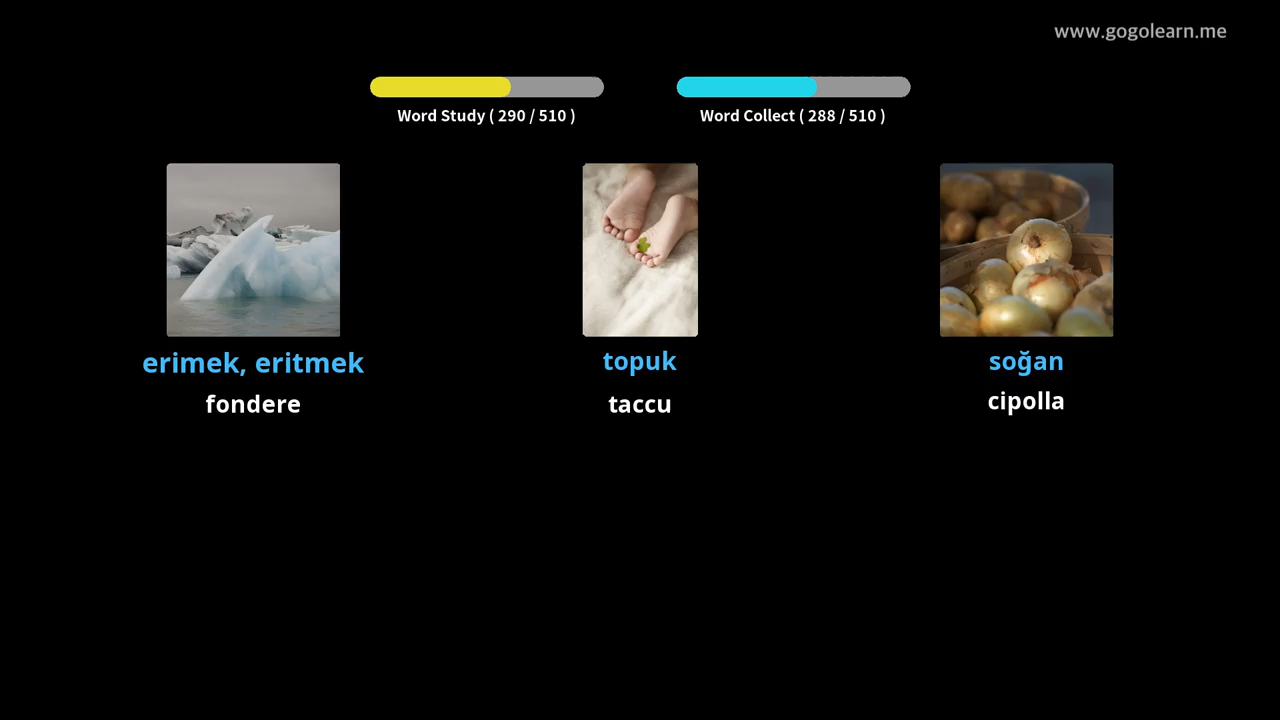 www.gogolearn.me
Word Study ( 290 / 510 )
Word Collect ( 288 / 510 )
erimek, eritmek
topuk
soğan
fondere
taccu
cipolla